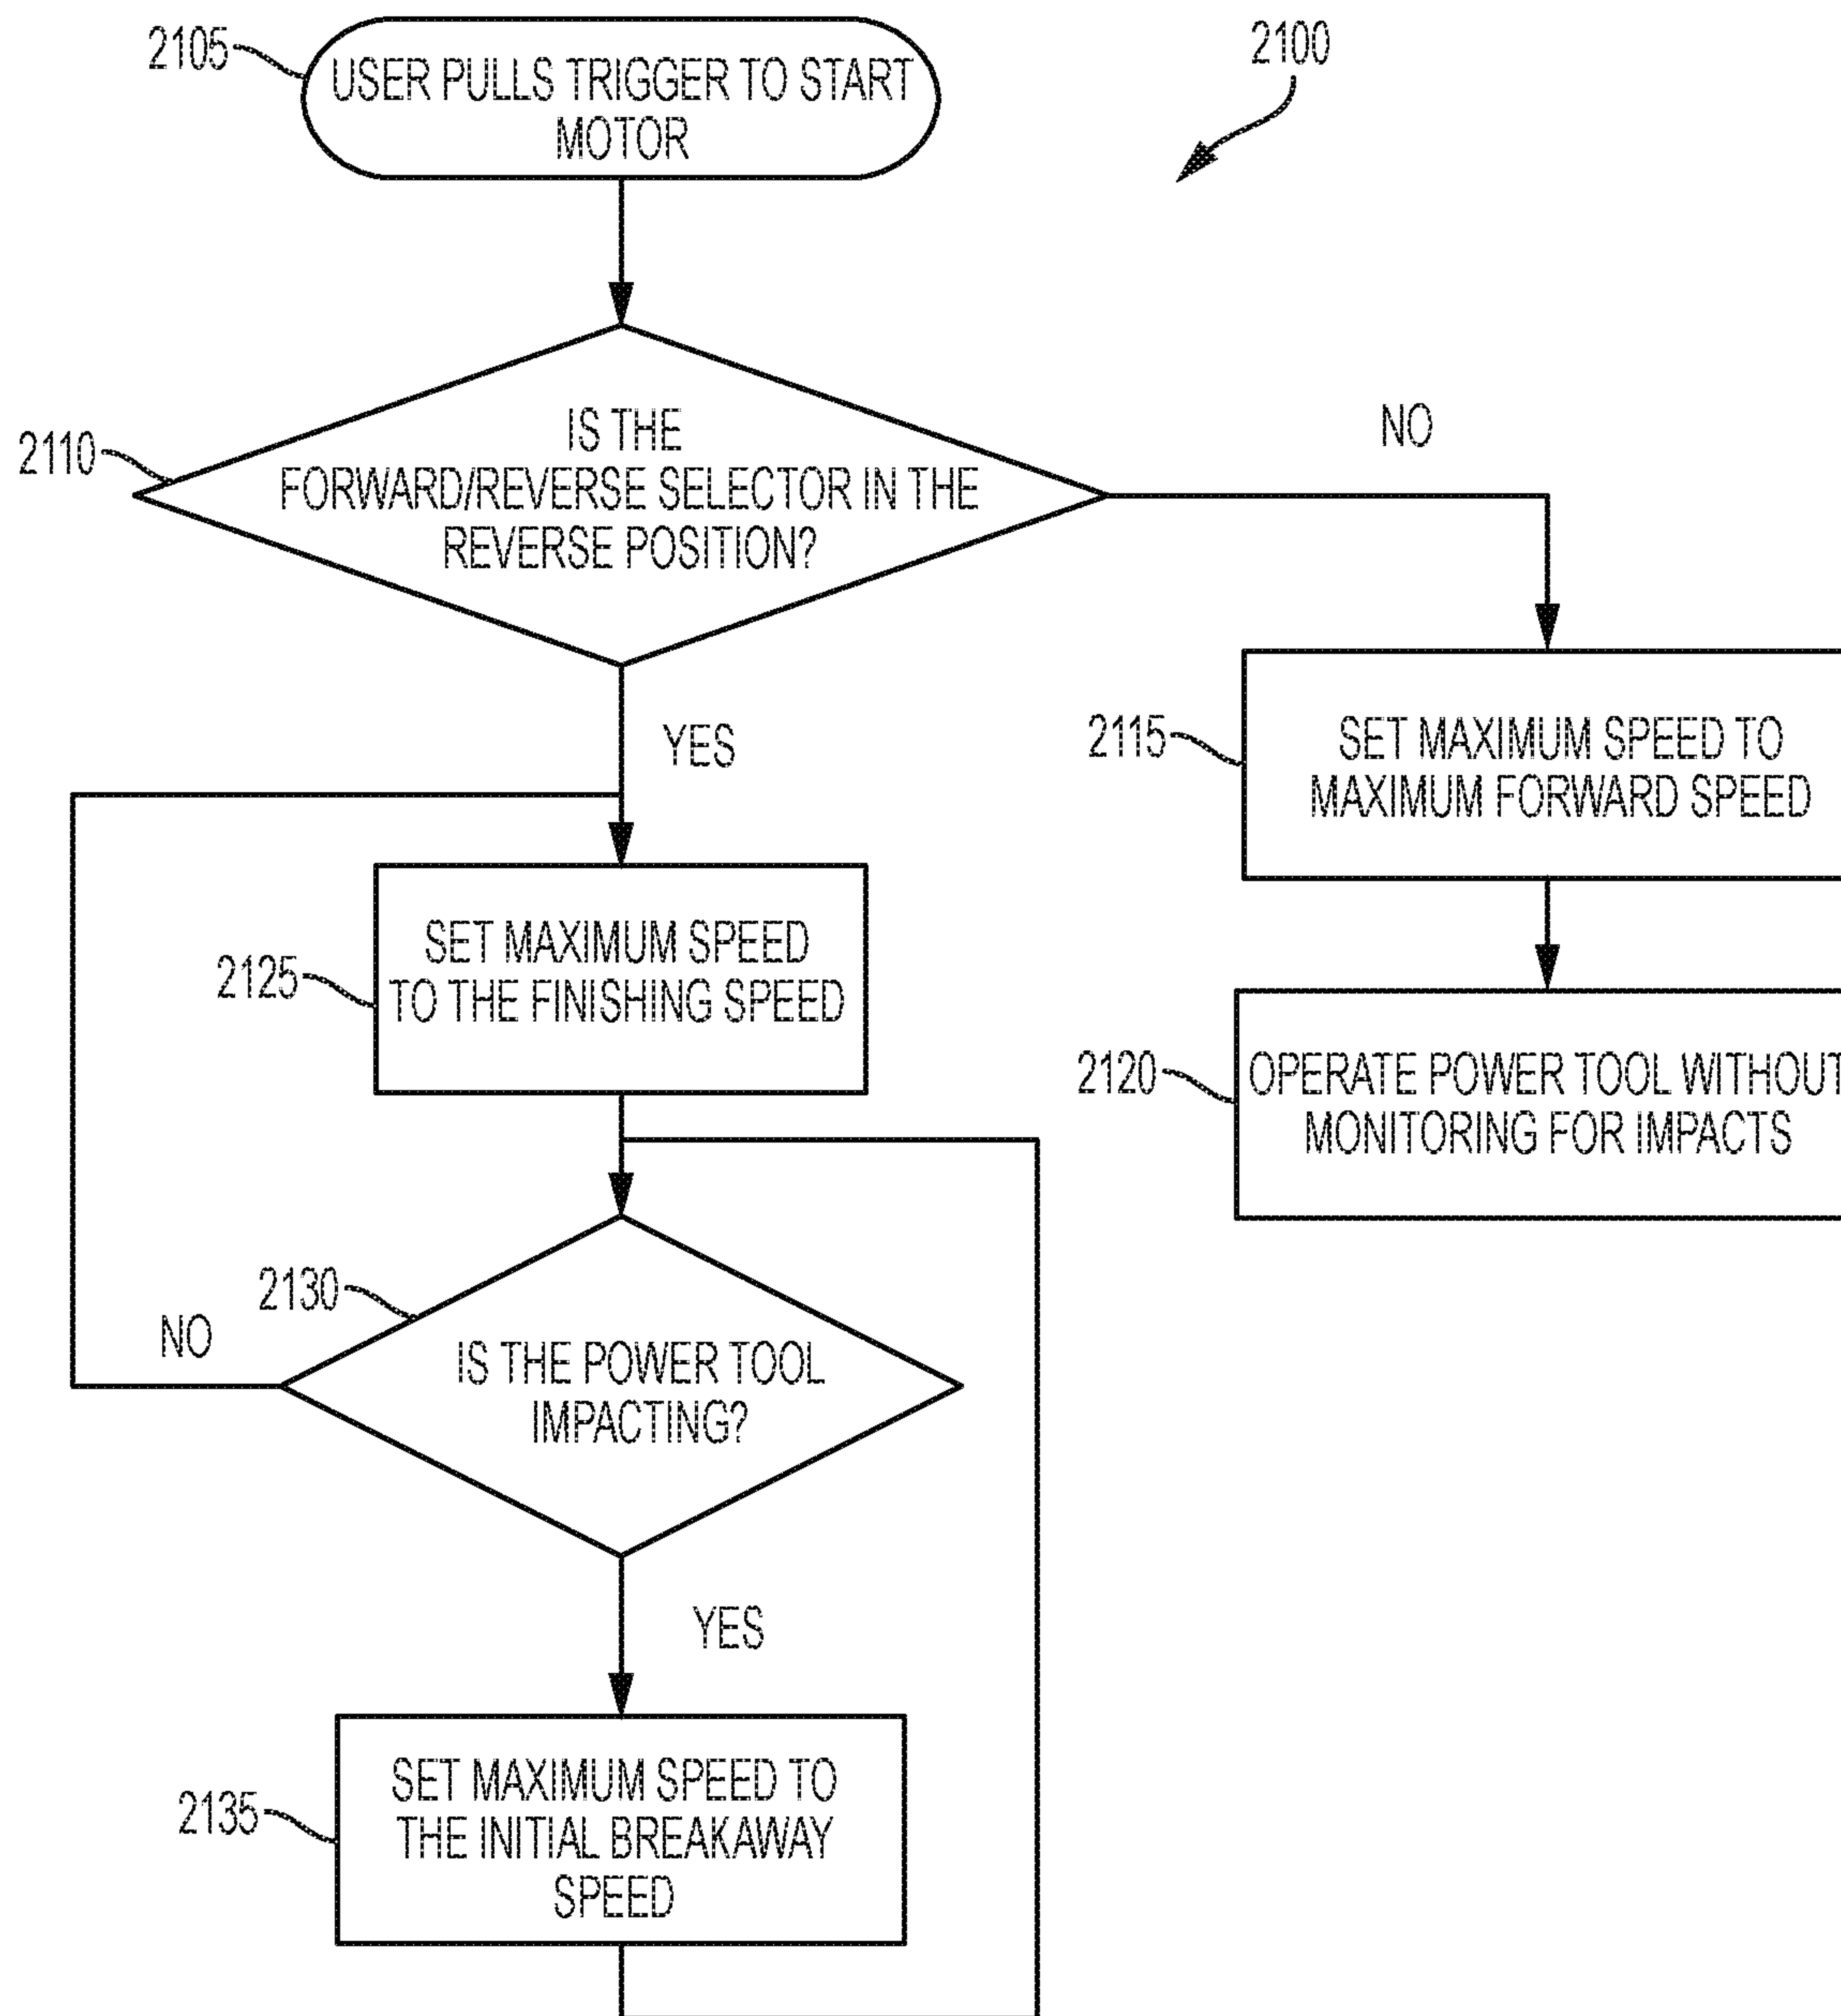 2105
USER PULLS TRIGGER TO START
MOTOR
2100
2110
IS THE
FORWARD/REVERSE SELECTOR IN THE
REVERSE POSITION?
NO
YES
2115
SET MAXIMUM SPEED TO
MAXIMUM FORWARD SPEED
2125
SET MAXIMUM SPEED
TO THE FINISHING SPEED
2120
OPERATE POWER TOOL WITHOUT
MONITORING FOR IMPACTS
2130
NO
IS THE POWER TOOL
IMPACTING?
YES
2135
SET MAXIMUM SPEED TO
THE INITIAL BREAKAWAY
SPEED